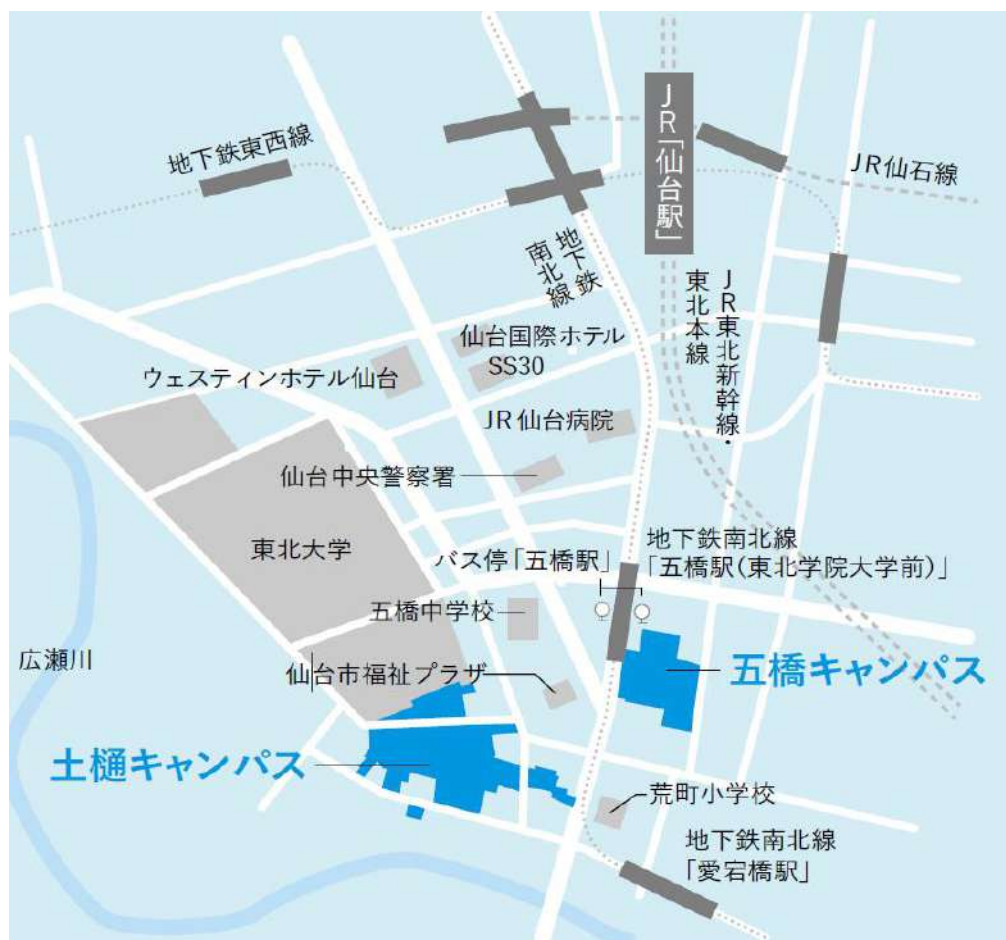 JR「仙台駅」
地下鉄東西線
JR仙石線
地下鉄
南北線
JR東北新幹線・
東北本線
仙台国際ホテル
SS30
ウェスティンホテル仙台
JR仙台病院
仙台中央警察署
東北大学
バス停「五橋駅」
地下鉄南北線
「五橋駅(東北学院大学前)」
五橋中学校
広瀬川
仙台市福祉プラザ
五橋キャンパス
土樋キャンパス
荒町小学校
地下鉄南北線
「愛宕橋駅」